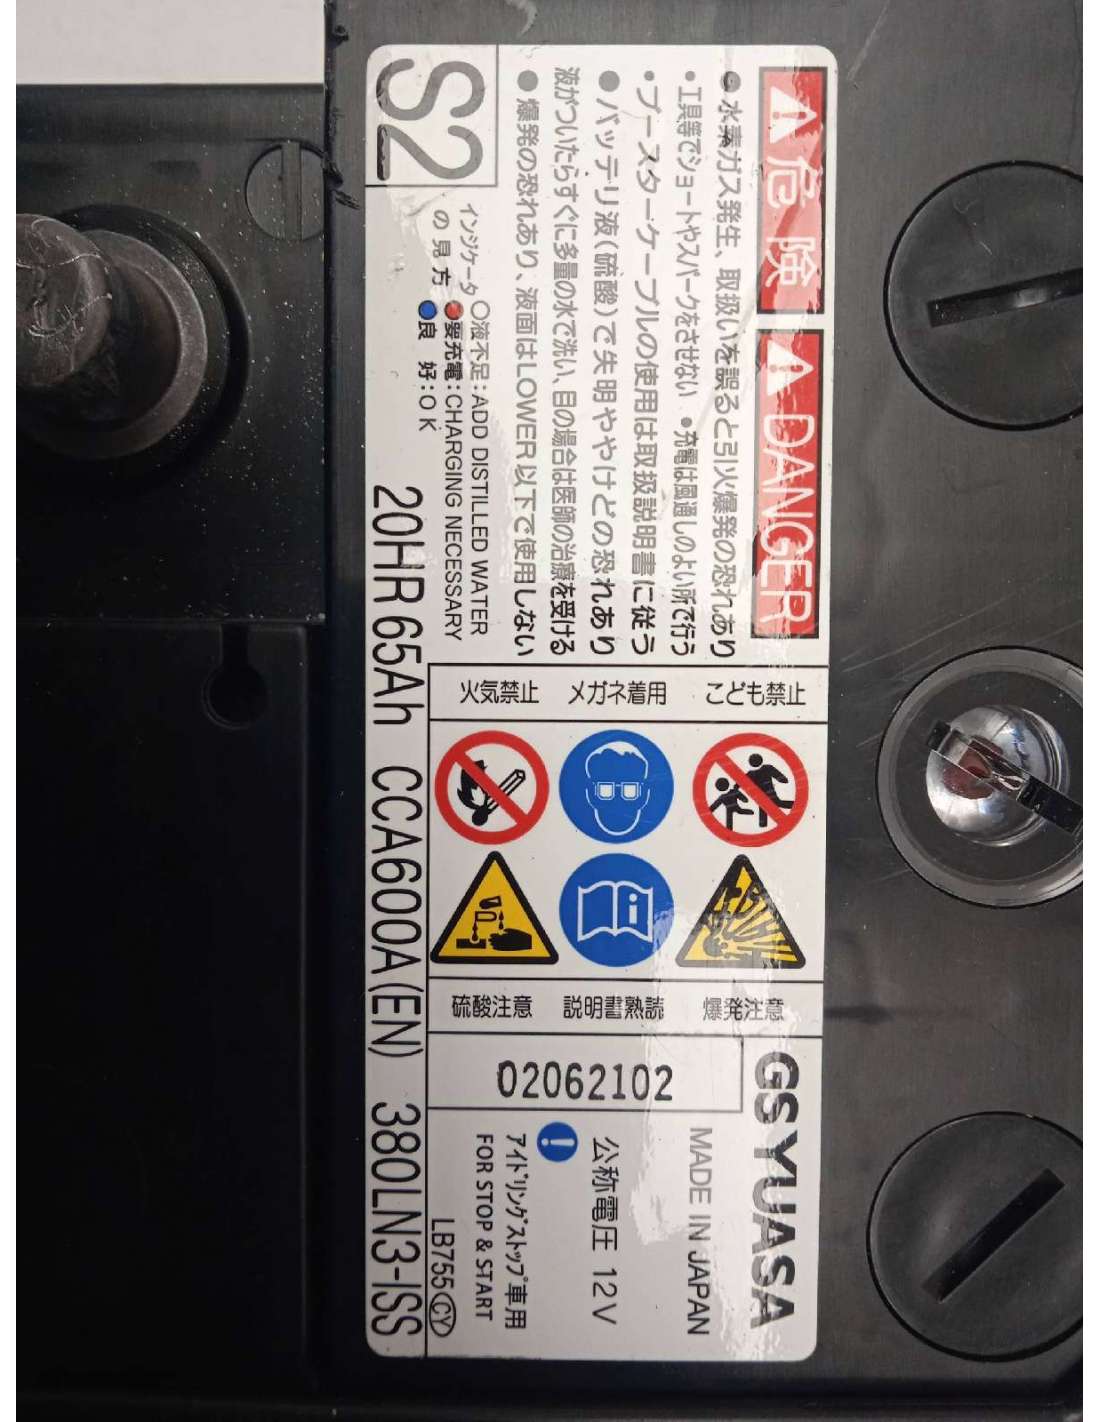 危険
DANGER
● 水素ガス発生、取扱いを誤ると引火爆発の恐れあり
・工具等でショートやスパークをさせない ● 充電は風通しのよい所で行う
・ブースターケーブルの使用は取扱説明書に従う
● バッテリ液(硫酸)で失明ややけどの恐れあり
液がついたらすぐに多量の水で洗い、目の場合は医師の治療を受ける
● 爆発の恐れあり、液面はLOWER以下で使用しない
S2
インジケータ
の見方
○液不足:ADD DISTILLED WATER
●要充電:CHARGING NECESSARY
●良 好:OK
こども禁止
メガネ着用
火気禁止
爆発注意
説明書熟読
硫酸注意
GS YUASA
MADE IN JAPAN
02062102
公称電圧 12V
アイドリングストップ車用
FOR STOP & START
LB755 CY
20HR 65Ah CCA600A(EN) 380LN3-ISS